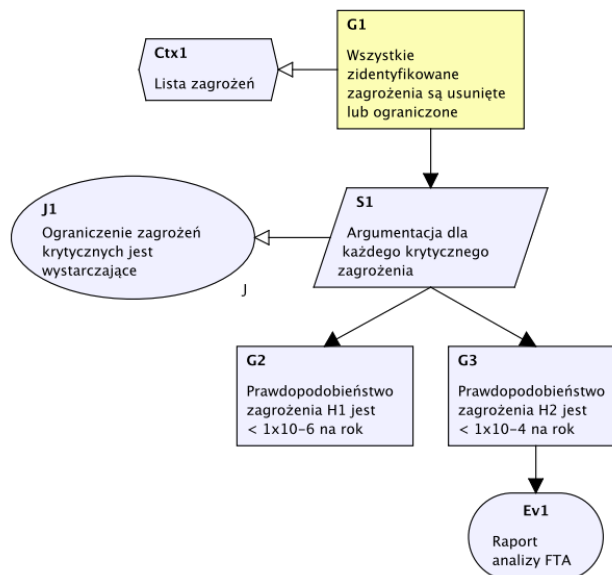 G1
Wszystkie
zidentyfikowane
zagrożenia są usunięte
lub ograniczone
Ctx1
Lista zagrożeń
S1
Argumentacja dla
każdego krytycznego
zagrożenia
J1
Ograniczenie zagrożeń
krytycznych jest
wystarczające
J
G2
Prawdopodobieństwo
zagrożenia H1 jest
< 1x10-6 na rok
G3
Prawdopodobieństwo
zagrożenia H2 jest
< 1x10-4 na rok
Ev1
Raport
analizy FTA